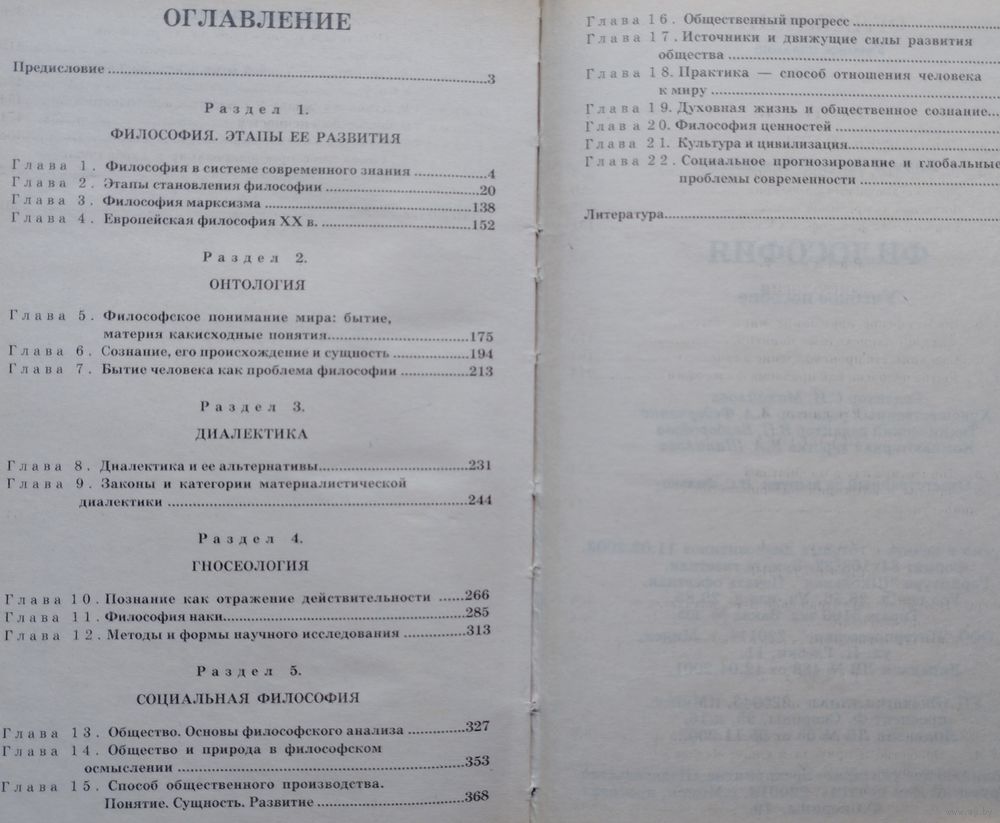 ОГЛАВЛЕНИЕ
Предисловие ........ 3
Раздел 1.
ФИЛОСОФИЯ. ЭТАПЫ ЕЕ РАЗВИТИЯ
Глава 1. Философия в системе современного знания ........ 4
Глава 2. Этапы становления философии ........ 20
Глава 3. Философия марксизма ........ 138
Глава 4. Европейская философия XX в. ........ 152
Раздел 2.
ОНТОЛОГИЯ
Глава 5. Философское понимание мира: бытие,
материя какисходные понятия........ 175
Глава 6. Сознание, его происхождение и сущность ........ 194
Глава 7. Бытие человека как проблема философии ........ 213
Раздел 3.
ДИАЛЕКТИКА
Глава 8. Диалектика и ее альтернативы........ 231
Глава 9. Законы и категории материалистической
диалектики ........ 244
Раздел 4.
ГНОСЕОЛОГИЯ
Глава 10. Познание как отражение действительности ...... 266
Глава 11. Философия наки........ 285
Глава 12. Методы и формы научного исследования ........ 313
Раздел 5.
СОЦИАЛЬНАЯ ФИЛОСОФИЯ
Глава 13. Общество. Основы философского анализа ........ 327
Глава 14. Общество и природа в философском
осмыслении ........ 353
Глава 15. Способ общественного производства.
Понятие. Сущность. Развитие ........ 368
Глава 16. Общественный прогресс ........
Глава 17. Источники и движущие силы развития
общества ........
Глава 18. Практика — способ отношения человека
к миру ........
Глава 19. Духовная жизнь и общественное сознание...
Глава 20. Философия ценностей ........
Глава 21. Культура и цивилизация........
Глава 22. Социальное прогнозирование и глобальные
проблемы современности ........
Литература........